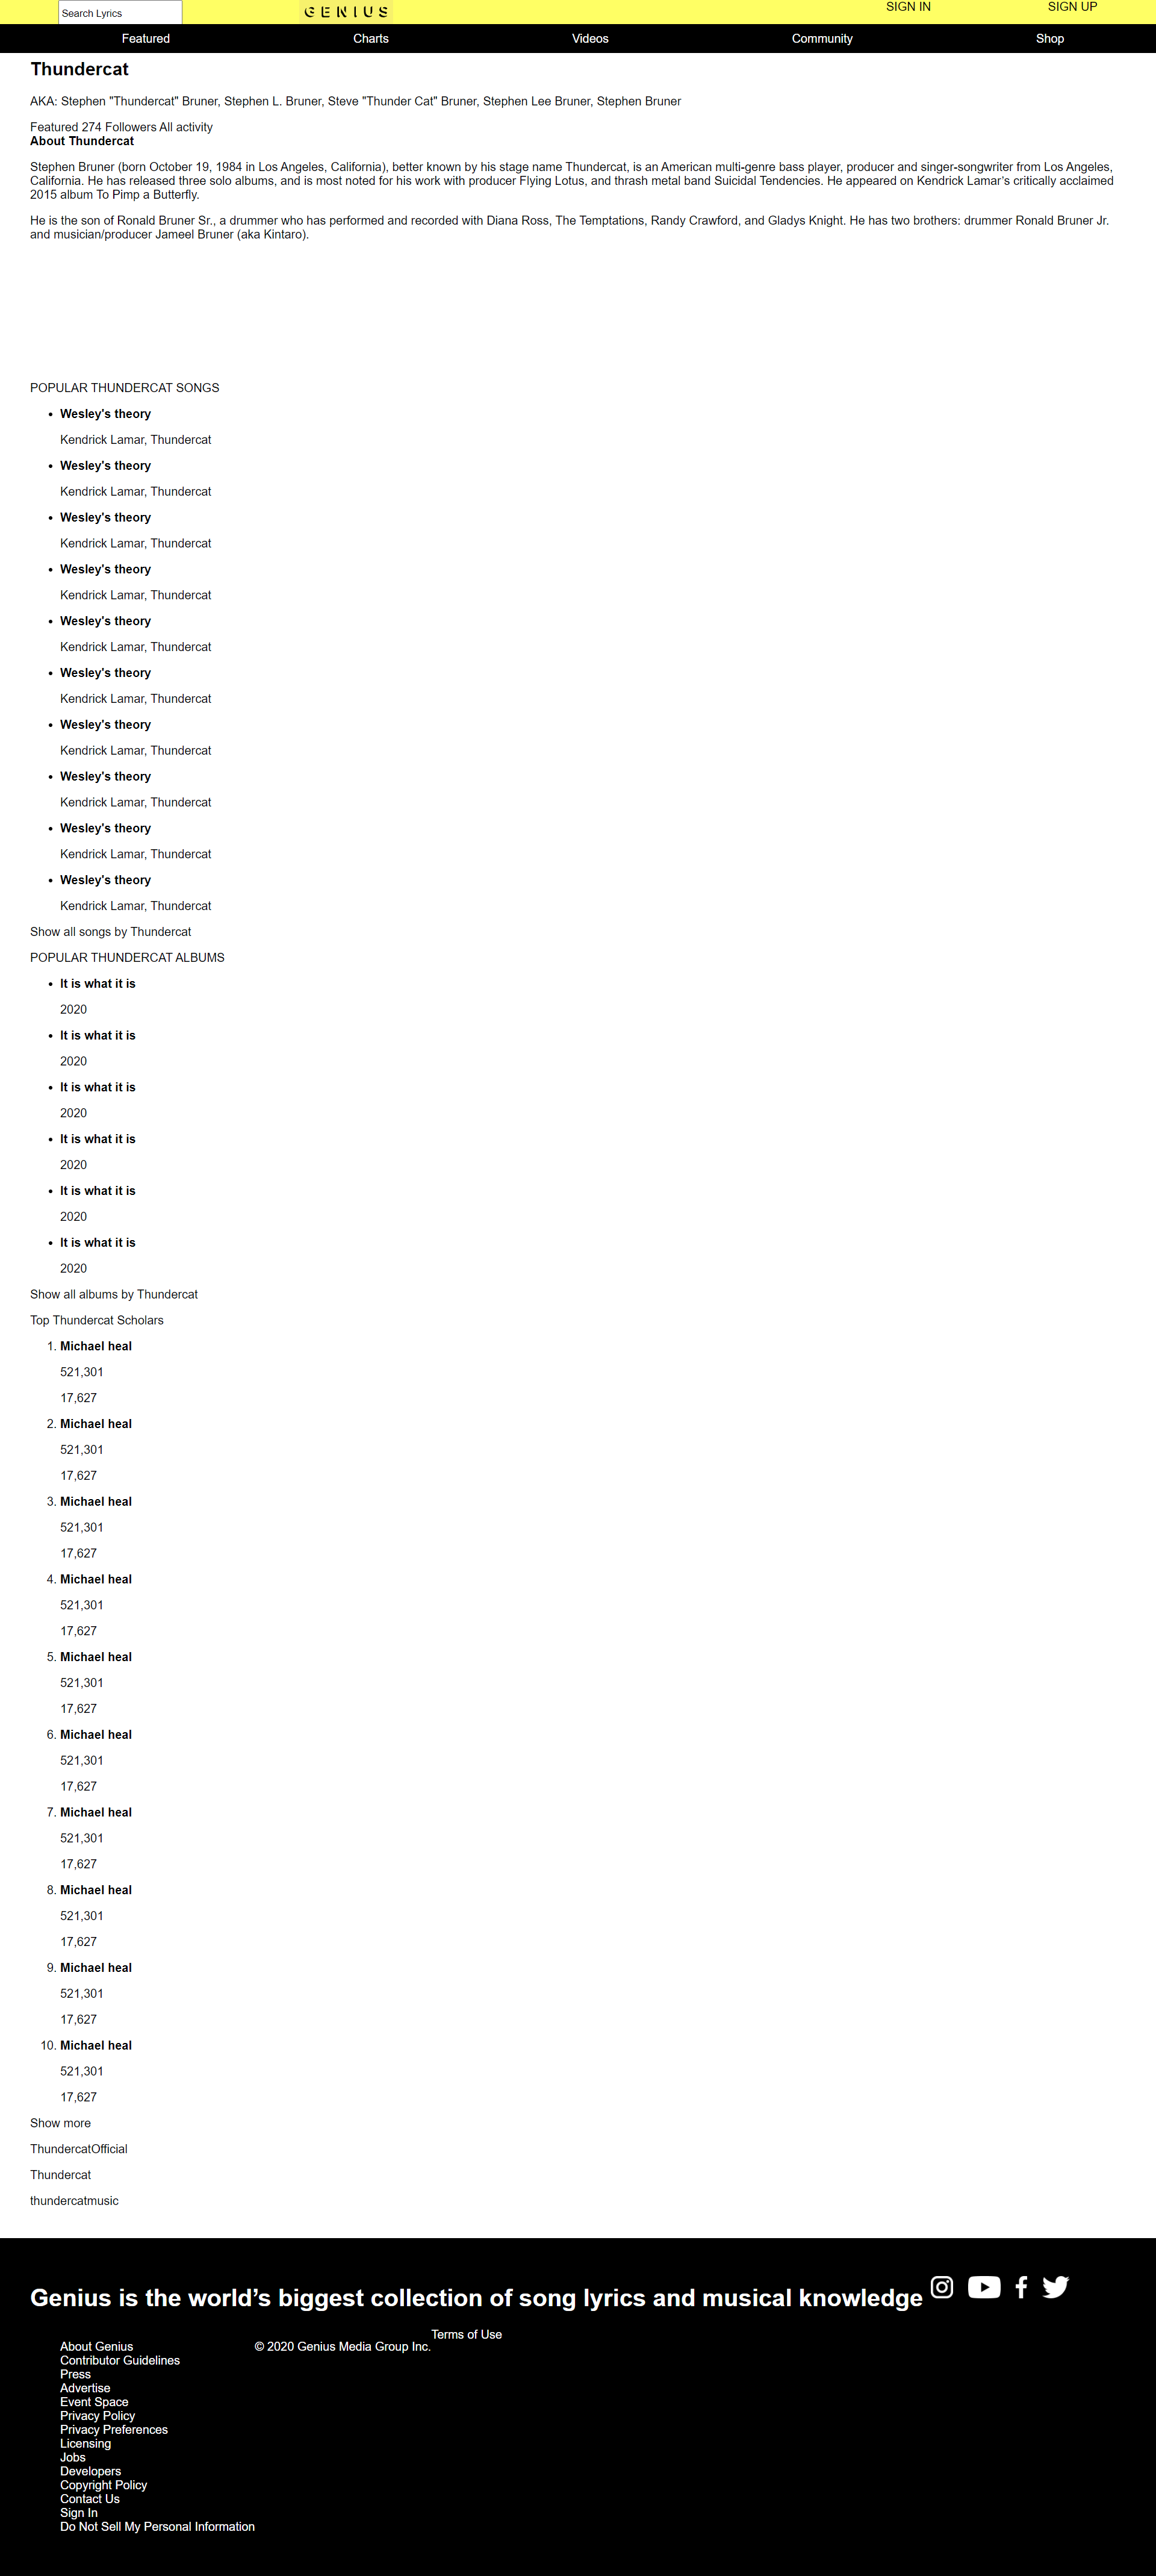 Search Lyrics
GENIUS
SIGN IN
SIGN UP
Featured
Charts
Videos
Community
Shop
Thundercat
AKA: Stephen "Thundercat" Bruner, Stephen L. Bruner, Steve "Thunder Cat" Bruner, Stephen Lee Bruner, Stephen Bruner
Featured 274 Followers All activity
About Thundercat
Stephen Bruner (born October 19, 1984 in Los Angeles, California), better known by his stage name Thundercat, is an American multi-genre bass player, producer and singer-songwriter from Los Angeles,
California. He has released three solo albums, and is most noted for his work with producer Flying Lotus, and thrash metal band Suicidal Tendencies. He appeared on Kendrick Lamar's critically acclaimed
2015 album To Pimp a Butterfly.
He is the son of Ronald Bruner Sr., a drummer who has performed and recorded with Diana Ross, The Temptations, Randy Crawford, and Gladys Knight. He has two brothers: drummer Ronald Bruner Jr.
and musician/producer Jameel Bruner (aka Kintaro).
POPULAR THUNDERCAT SONGS
• Wesley's theory
Kendrick Lamar, Thundercat
• Wesley's theory
Kendrick Lamar, Thundercat
• Wesley's theory
Kendrick Lamar, Thundercat
• Wesley's theory
Kendrick Lamar, Thundercat
• Wesley's theory
Kendrick Lamar, Thundercat
• Wesley's theory
Kendrick Lamar, Thundercat
• Wesley's theory
Kendrick Lamar, Thundercat
• Wesley's theory
Kendrick Lamar, Thundercat
• Wesley's theory
Kendrick Lamar, Thundercat
• Wesley's theory
Kendrick Lamar, Thundercat
Show all songs by Thundercat
POPULAR THUNDERCAT ALBUMS
• It is what it is
2020
• It is what it is
2020
• It is what it is
2020
• It is what it is
2020
• It is what it is
2020
• It is what it is
2020
Show all albums by Thundercat
Top Thundercat Scholars
1. Michael heal
521,301
17,627
2. Michael heal
521,301
17,627
3. Michael heal
521,301
17,627
4. Michael heal
521,301
17,627
5. Michael heal
521,301
17,627
6. Michael heal
521,301
17,627
7. Michael heal
521,301
17,627
8. Michael heal
521,301
17,627
9. Michael heal
521,301
17,627
10. Michael heal
521,301
17,627
Show more
ThundercatOfficial
Thundercat
thundercatmusic
Genius is the world’s biggest collection of song lyrics and musical knowledge
About Genius
Contributor Guidelines
Press
Advertise
Event Space
Privacy Policy
Privacy Preferences
Licensing
Jobs
Developers
Copyright Policy
Contact Us
Sign In
Do Not Sell My Personal Information
© 2020 Genius Media Group Inc.
Terms of Use